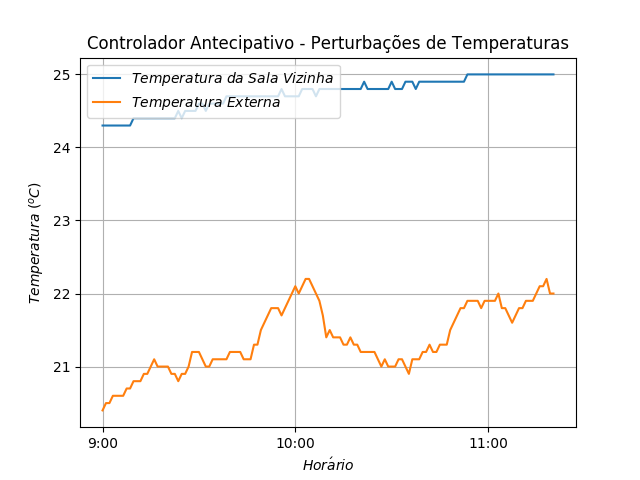 Controlador Antecipativo - Perturbações de Temperaturas
Temperatura da Sala Vizinha
Temperatura Externa
25
24
23
22
21
Temperatura (ºC)
9:00
10:00
11:00
Horário